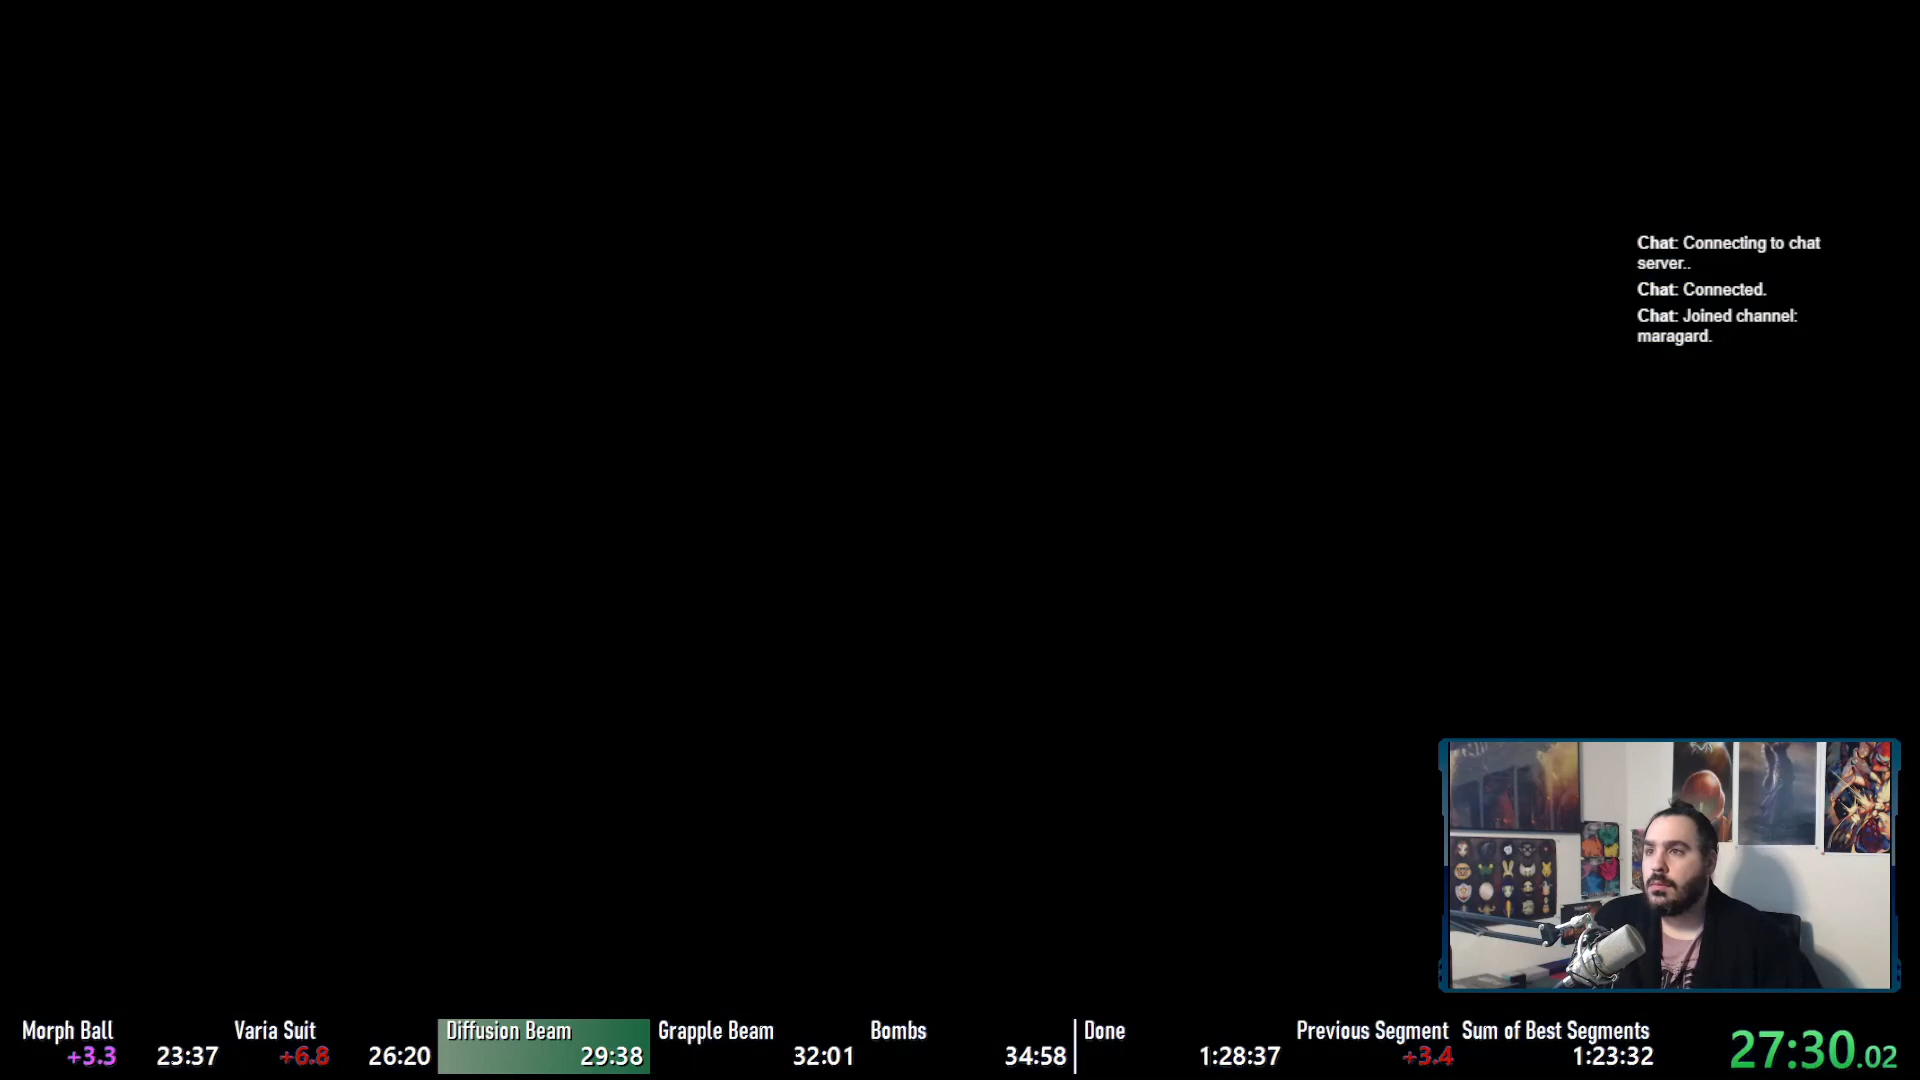 Chat: Connecting to chat
server..
Chat: Connected.
Chat: Joined channel:
maragard.
Morph Ball
+3.3 23:37
Varia Suit
+6.8 26:20
Diffusion Beam
29:38
Grapple Beam
32:01
Bombs
34:58
Done
1:28:37
Previous Segment
+3.4
Sum of Best Segments
1:23:32
27:30.02